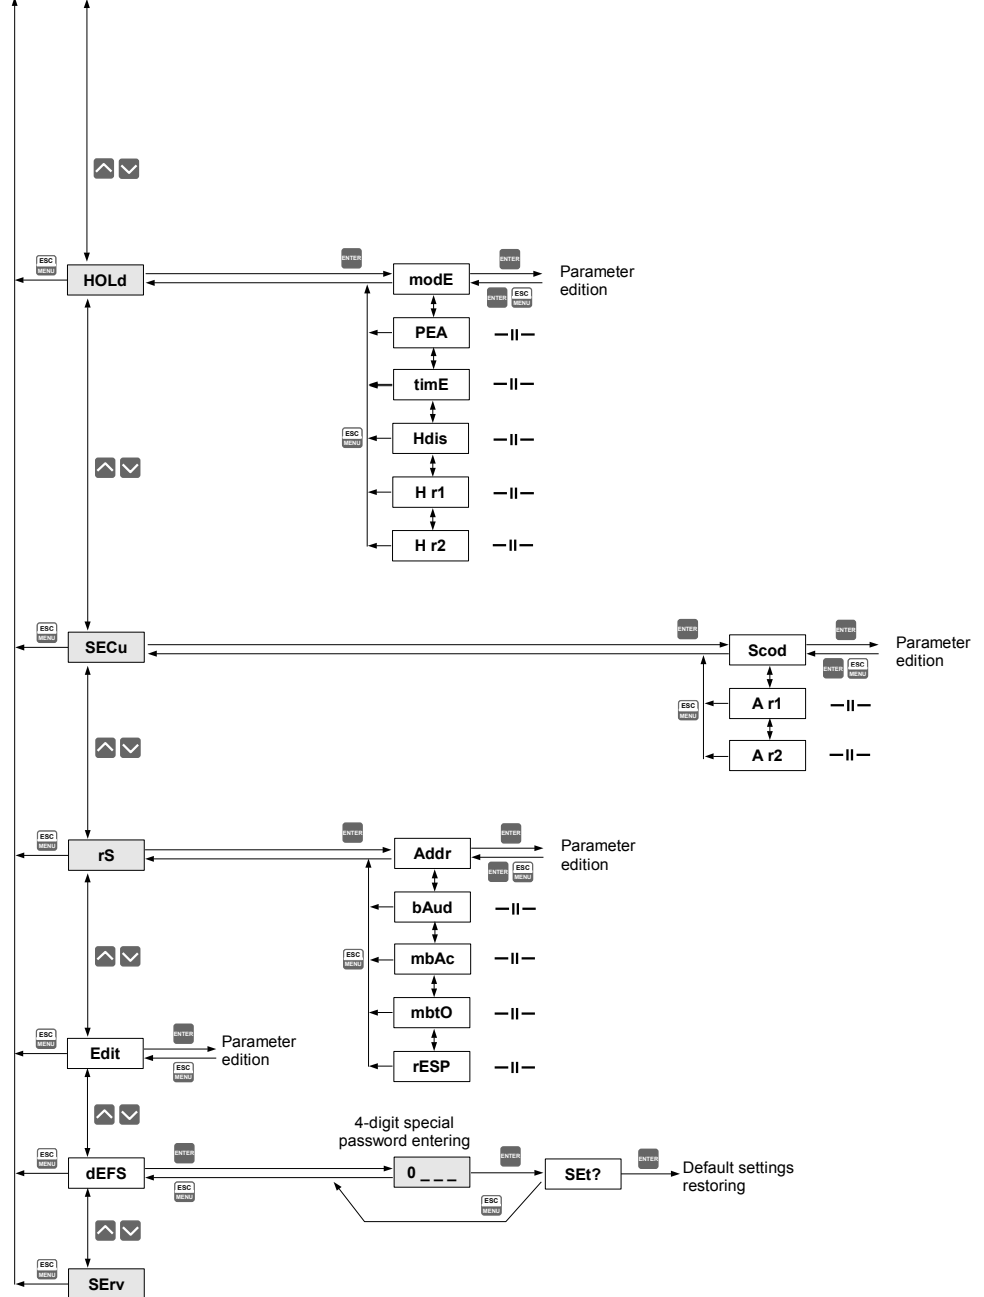 ESC
MENU
HOLd
ENTER
modE
ENTER
ENTER
ESC
MENU
Parameter
edition
PEA
—II—
timE
—II—
ESC
MENU
Hdis
—II—
H r1
—II—
H r2
—II—
ESC
MENU
SECu
ENTER
Scod
ENTER
ENTER
ESC
MENU
Parameter
edition
ESC
MENU
A r1
—II—
A r2
—II—
ESC
MENU
rS
ENTER
Addr
ENTER
ENTER
ESC
MENU
Parameter
edition
bAud
—II—
ESC
MENU
mbAc
—II—
mbtO
—II—
rESP
—II—
ESC
MENU
Edit
ENTER
ESC
MENU
Parameter
edition
4-digit special
password entering
ESC
MENU
dEFS
ENTER
ESC
MENU
0 _ _ _
ENTER
ESC
MENU
SEt?
ENTER
Default settings
restoring
ESC
MENU
SErv